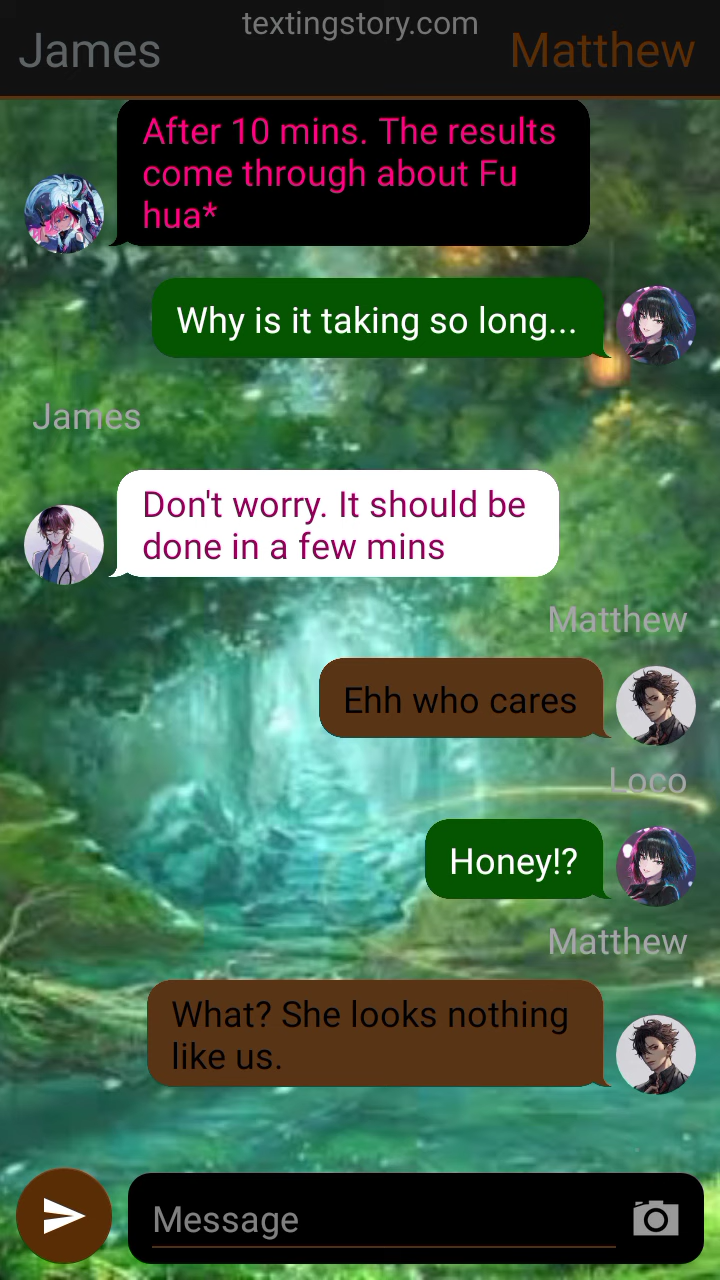 textingstory.com
James
Matthew
After 10 mins. The results
come through about Fu
hua*
Why is it taking so long...
James
Don't worry. It should be
done in a few mins
Matthew
Ehh who cares
Loco
Honey!?
Matthew
What? She looks nothing
like us.
Message